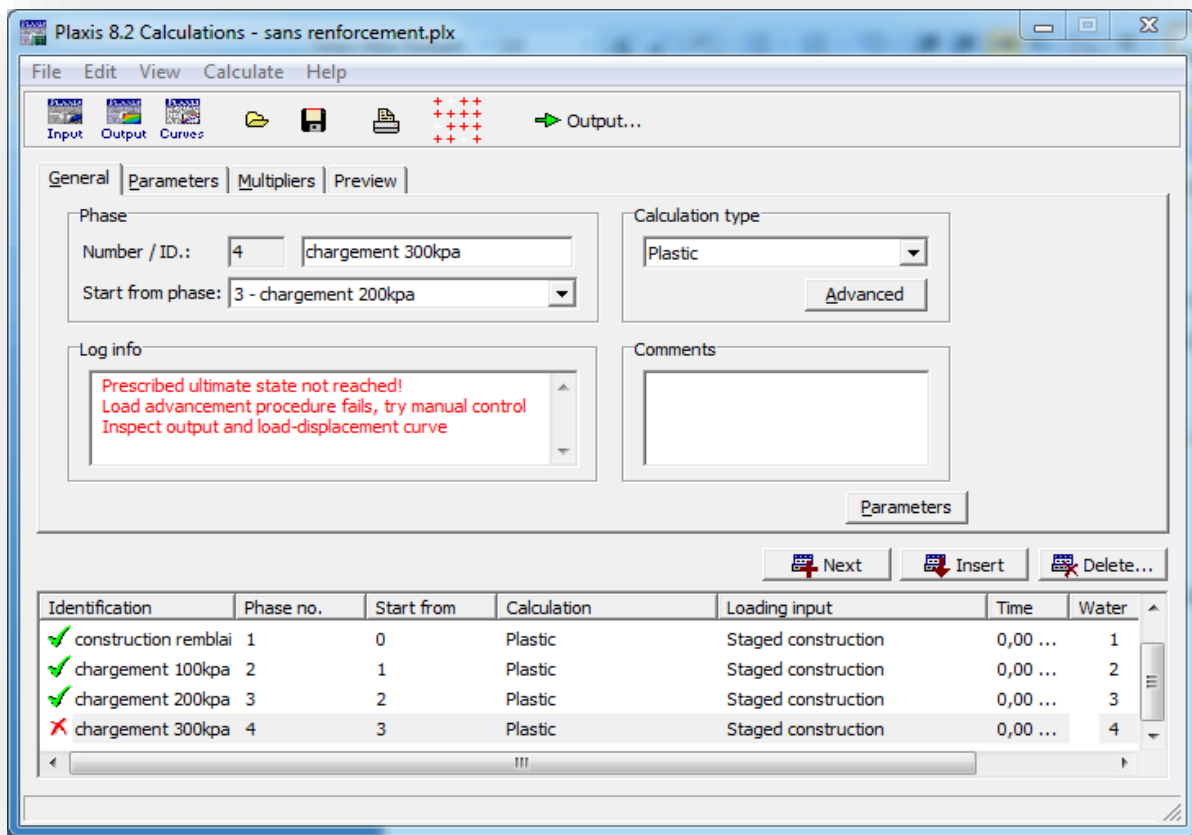 Plaxis 8.2 Calculations - sans renforcement.plx
File Edit View Calculate Help
Input Output Curves Output...
General Parameters Multipliers Preview
Phase
Number / ID.: 4 chargement 300kpa
Start from phase: 3 - chargement 200kpa
Calculation type
Plastic
Advanced
Log info
Prescribed ultimate state not reached!
Load advancement procedure fails, try manual control
Inspect output and load-displacement curve
Comments
Parameters
Next Insert Delete...
Identification Phase no. Start from Calculation Loading input Time Water
construction remblai 1 0 Plastic Staged construction 0,00 ... 1
chargement 100kpa 2 1 Plastic Staged construction 0,00 ... 2
chargement 200kpa 3 2 Plastic Staged construction 0,00 ... 3
chargement 300kpa 4 3 Plastic Staged construction 0,00 ... 4